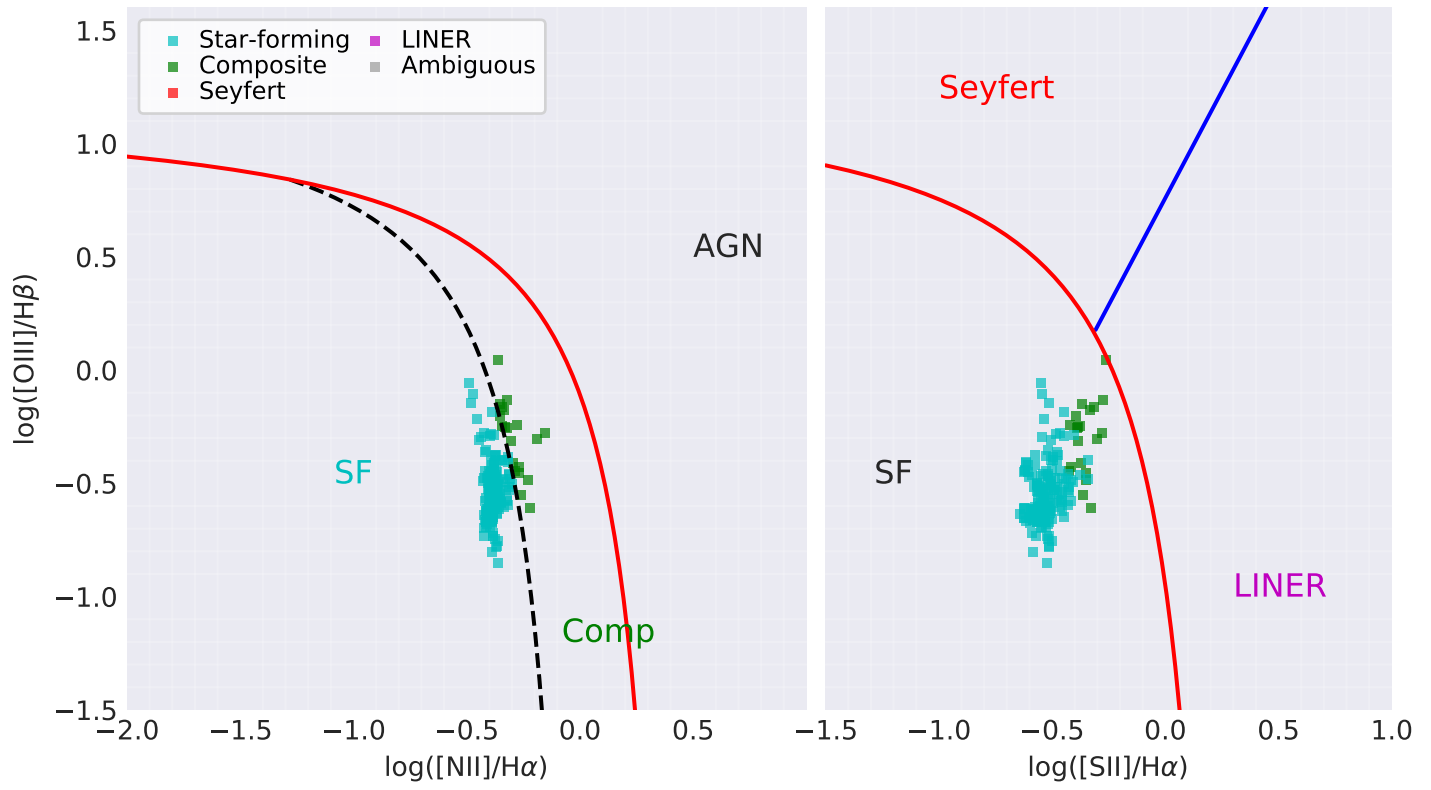 Star-forming
Composite
Seyfert
LINER
Ambiguous
1.5
1.0
0.5
0.0
−0.5
−1.0
−1.5
log([OIII]/Hβ)
AGN
SF
Comp
−2.0 −1.5 −1.0 −0.5 0.0 0.5
log([NII]/Hα)
Seyfert
SF
LINER
−1.5 −1.0 −0.5 0.0 0.5 1.0
log([SII]/Hα)